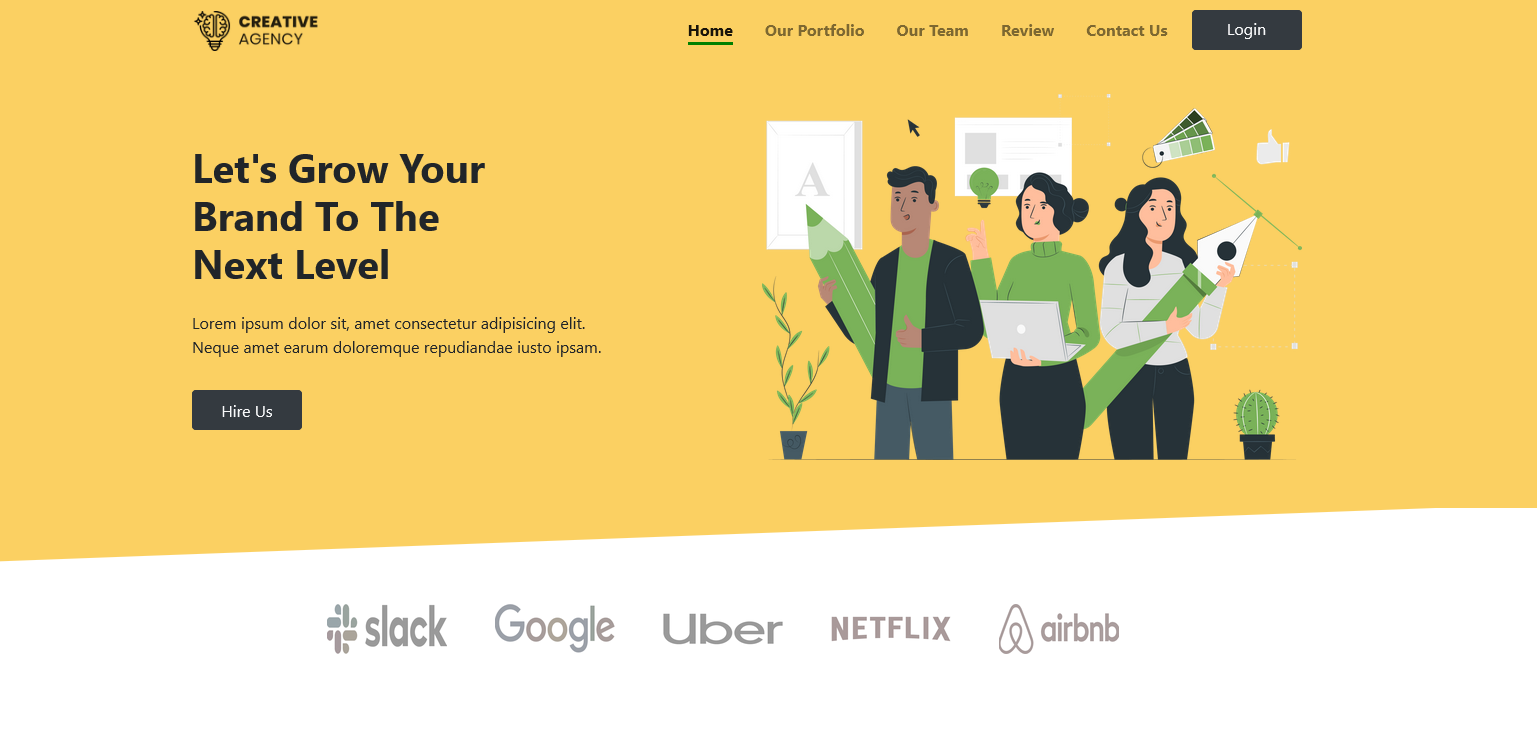 CREATIVE
AGENCY
Home Our Portfolio Our Team Review Contact Us Login
A
Let's Grow Your
Brand To The
Next Level
Lorem ipsum dolor sit, amet consectetur adipisicing elit.
Neque amet earum doloremque repudiandae iusto ipsam.
Hire Us
slack Google Uber NETFLIX airbnb